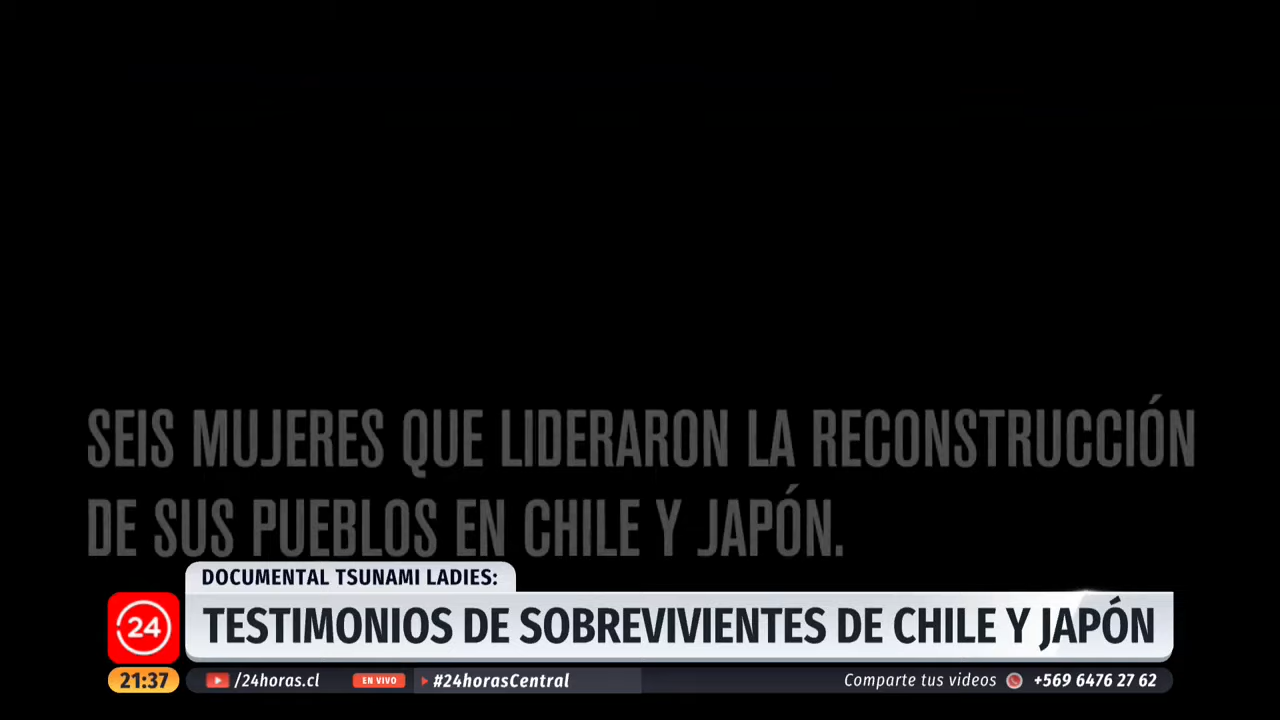 SEIS MUJERES QUE LIDERARON LA RECONSTRUCCIÓN
DE SUS PUEBLOS EN CHILE Y JAPÓN.
DOCUMENTAL TSUNAMI LADIES:
24
TESTIMONIOS DE SOBREVIVIENTES DE CHILE Y JAPÓN
21:37 /24horas.cl EN VIVO #24horasCentral Comparte tus videos +569 6476 27 62